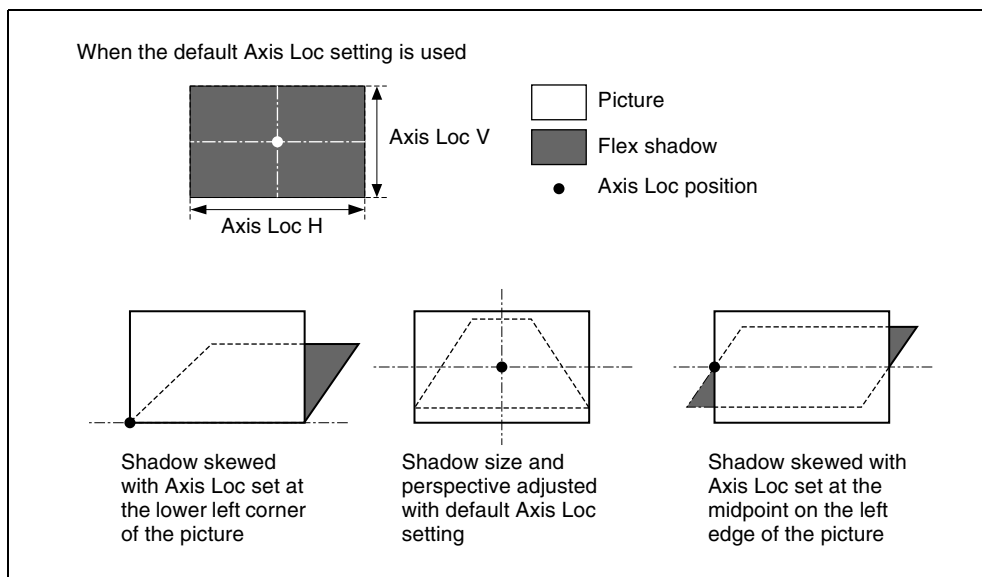 When the default Axis Loc setting is used
Axis Loc V
Axis Loc H
Picture
Flex shadow
Axis Loc position
Shadow skewed
with Axis Loc set at
the lower left corner
of the picture
Shadow size and
perspective adjusted
with default Axis Loc
setting
Shadow skewed with
Axis Loc set at the
midpoint on the left
edge of the picture